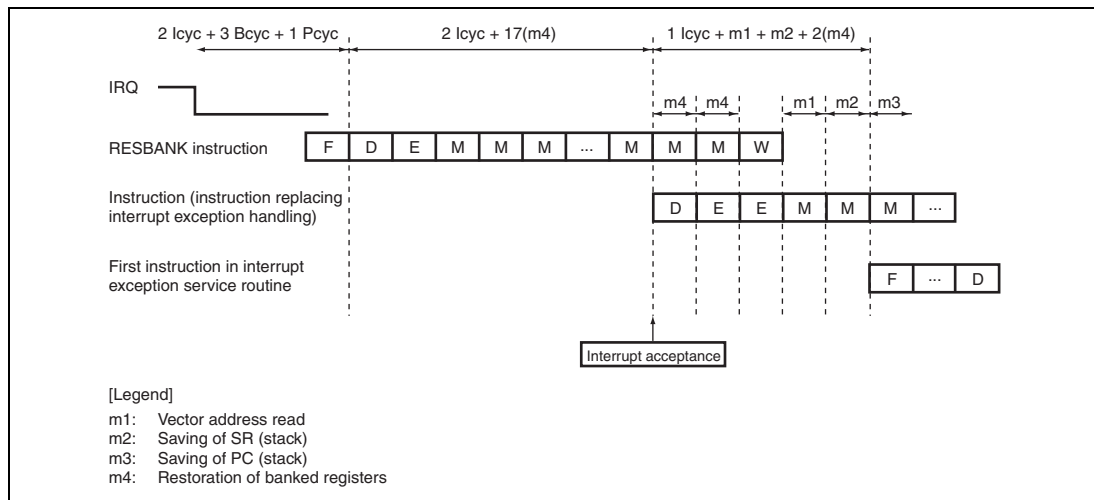 2 Icyc + 3 Bcyc + 1 Pcyc 2 Icyc + 17(m4) 1 Icyc + m1 + m2 + 2(m4)
IRQ
m4 m4 m1 m2 m3
RESBANK instruction F D E M M M ... M M M W
Instruction (instruction replacing
interrupt exception handling) D E E M M M ...
First instruction in interrupt
exception service routine F ... D
Interrupt acceptance
[Legend]
m1: Vector address read
m2: Saving of SR (stack)
m3: Saving of PC (stack)
m4: Restoration of banked registers